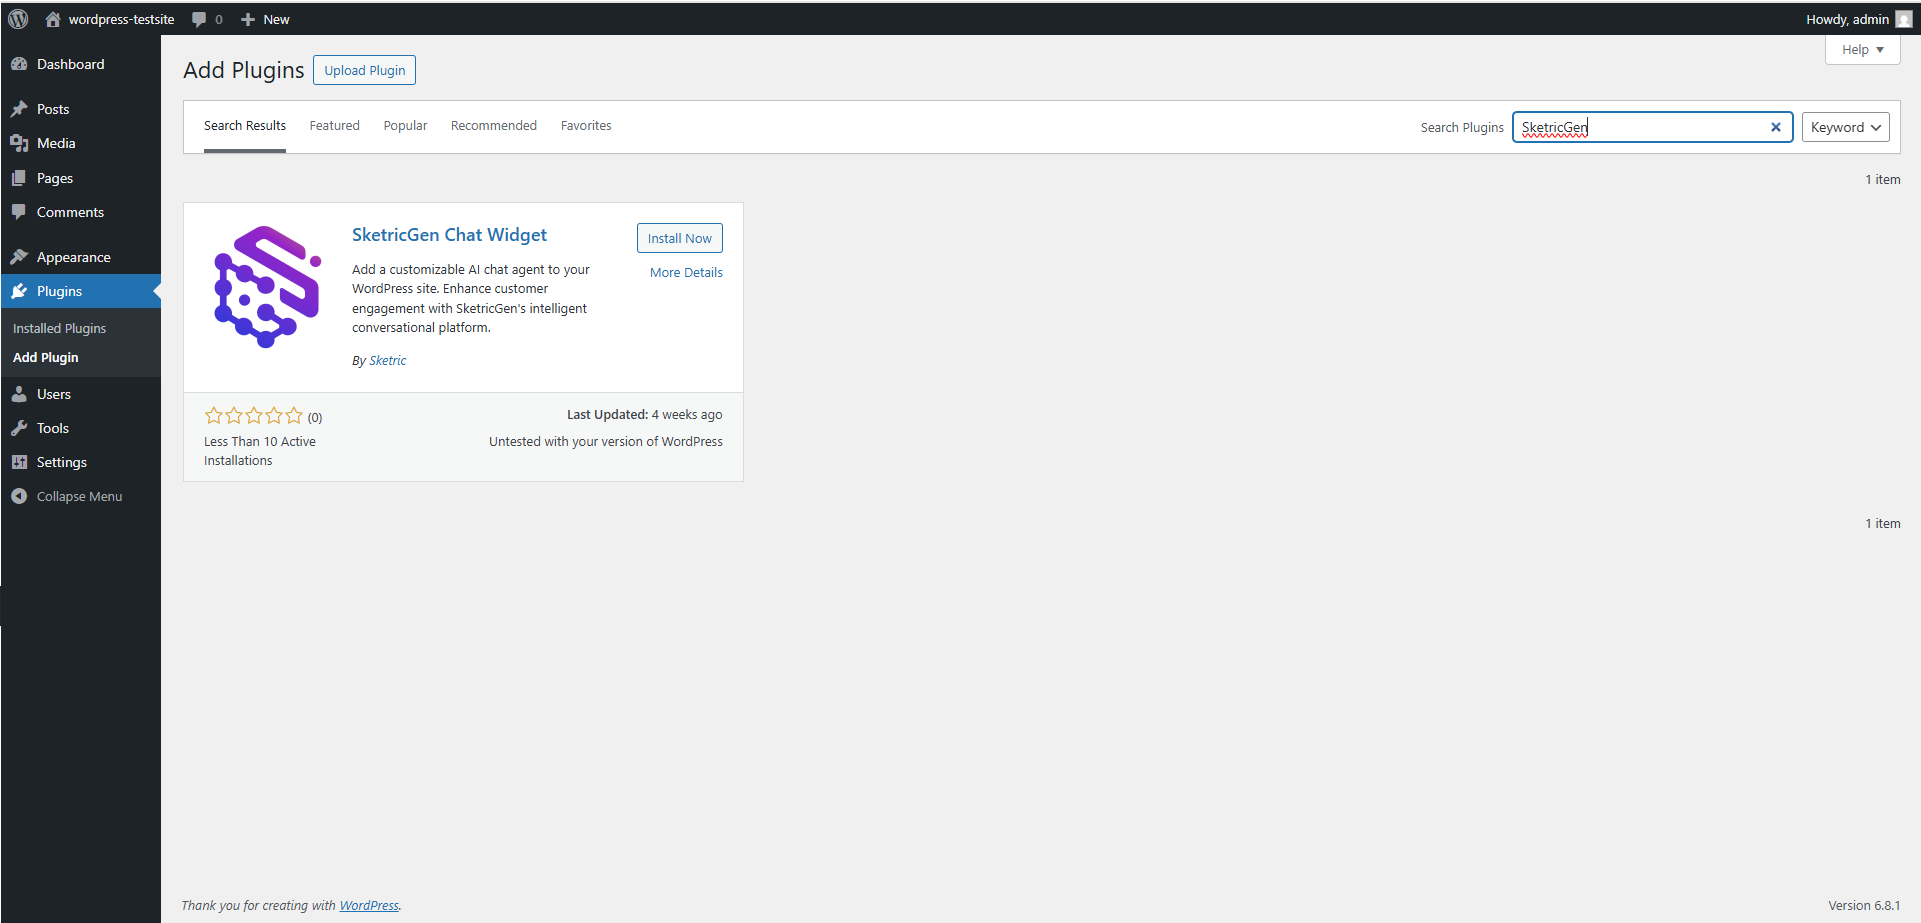 wordpress-testsite 0 New Howdy, admin
Help
Dashboard
Posts
Media
Pages
Comments
Appearance
Plugins
Installed Plugins
Add Plugin
Users
Tools
Settings
Collapse Menu
Add Plugins Upload Plugin
Search Results Featured Popular Recommended Favorites Search Plugins SketricGen Keyword
1 item
SketricGen Chat Widget
Install Now
More Details
Add a customizable AI chat agent to your
WordPress site. Enhance customer
engagement with SketricGen's intelligent
conversational platform.
By Sketric
(0)
Less Than 10 Active
Installations
Last Updated: 4 weeks ago
Untested with your version of WordPress
1 item
Thank you for creating with WordPress.
Version 6.8.1